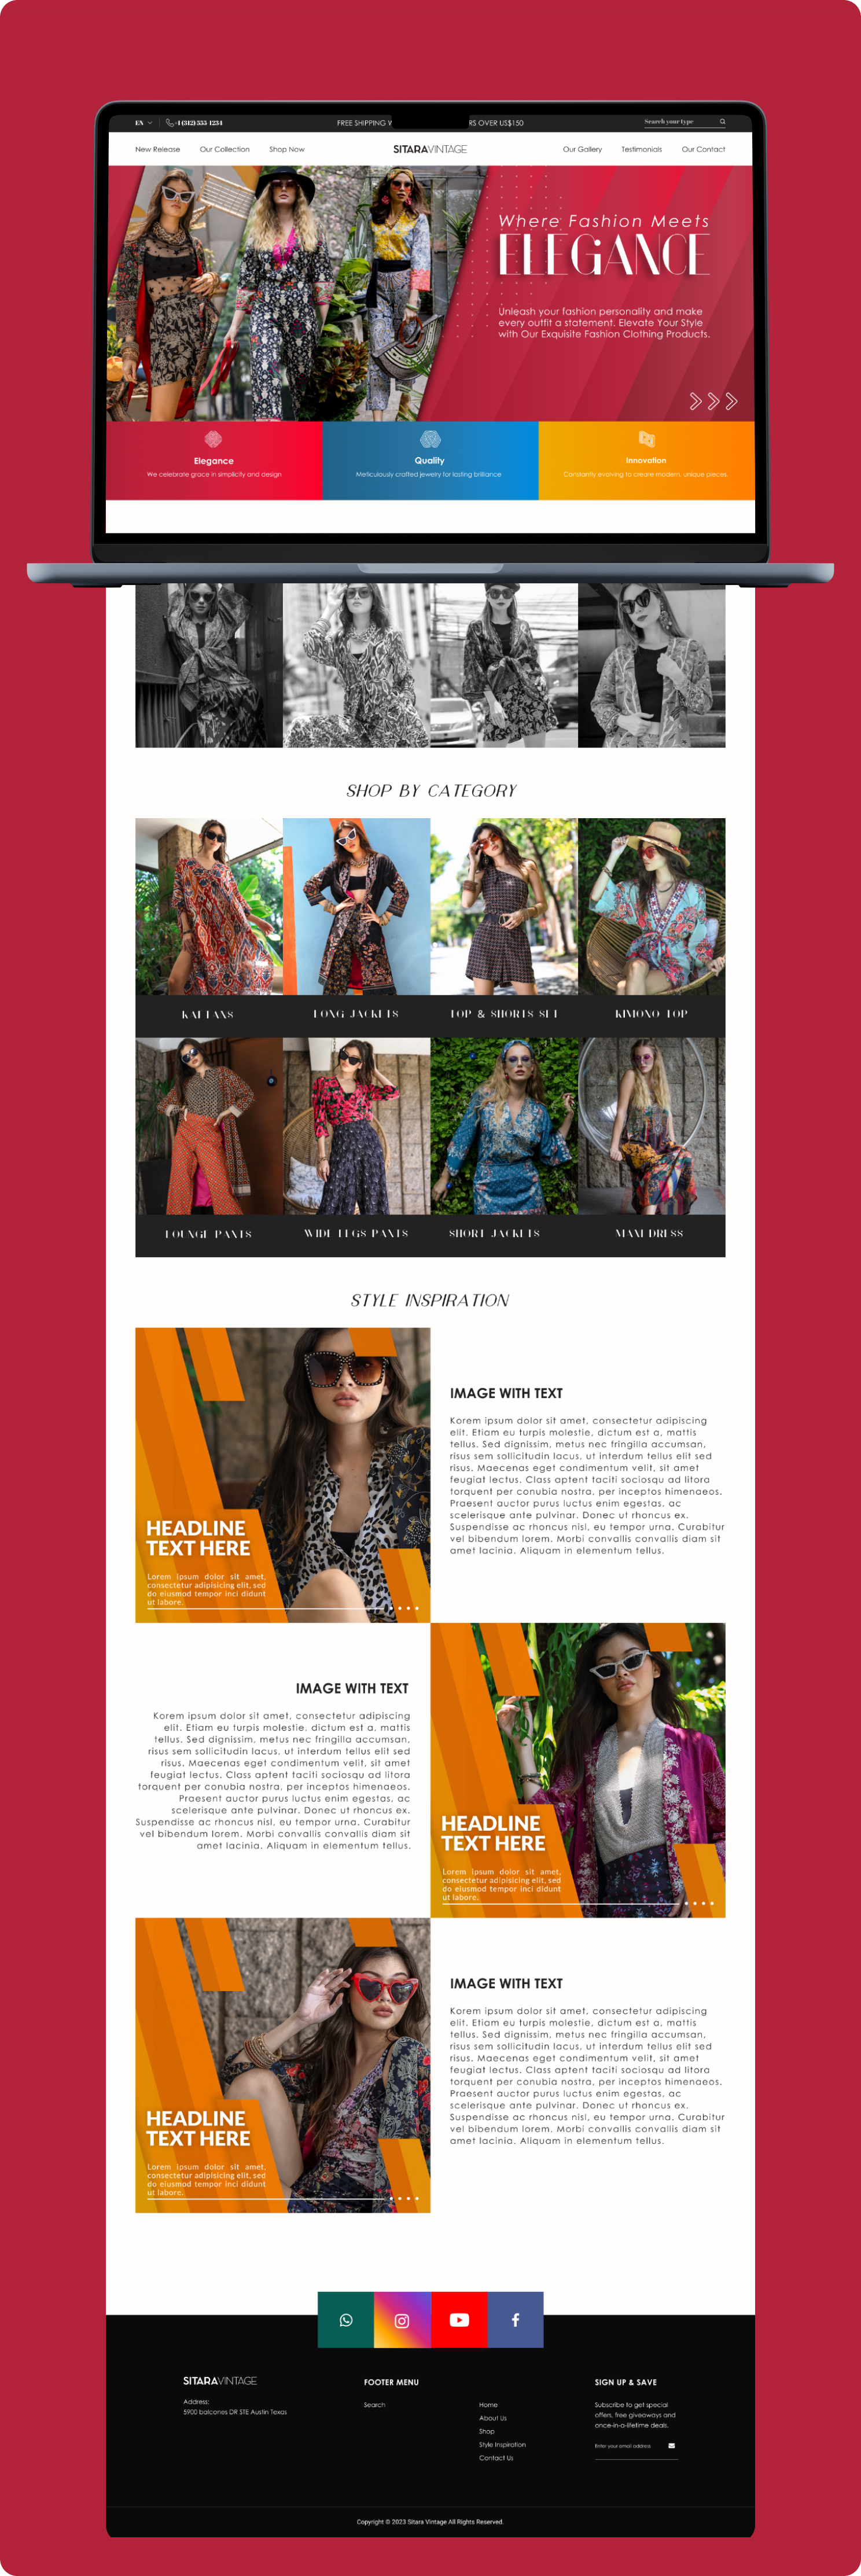 EN
+1 (312) 555-1234
FREE SHIPPING
RS OVER US$150
Search your type
New Release
Our Collection
Shop Now
SITARAVINTAGE
Our Gallery
Testimonials
Our Contact
Where Fashion Meets
ELEGANCE
Unleash your fashion personality and make
every outfit a statement. Elevate Your Style
with Our Exquisite Fashion Clothing Products.
Elegance
We celebrate grace in simplicity and design
Quality
Meticulously crafted jewelry for lasting brilliance
Innovation
Constantly evolving to create modern, unique pieces.
SHOP BY CATEGORY
KAFTANS
LONG JACKETS
TOP & SHORTS SET
KIMONO TOP
LOUNGE PANTS
WIDE LEGS PANTS
SHORT JACKETS
MAXI DRESS
STYLE INSPIRATION
HEADLINE
TEXT HERE
Lorem ipsum dolor sit amet,
consectetur adipisicing elit, sed
do eiusmod tempor inci didunt
ut labore.
IMAGE WITH TEXT
Korem ipsum dolor sit amet, consectetur adipiscing
elit. Etiam eu turpis molestie, dictum est a, mattis
tellus. Sed dignissim, metus nec fringilla accumsan,
risus sem sollicitudin lacus, ut interdum tellus elit sed
risus. Maecenas eget condimentum velit, sit amet
feugiat lectus. Class aptent taciti sociosqu ad litora
torquent per conubia nostra, per inceptos himenaeos.
Praesent auctor purus luctus enim egestas, ac
scelerisque ante pulvinar. Donec ut rhoncus ex.
Suspendisse ac rhoncus nisl, eu tempor urna. Curabitur
vel bibendum lorem. Morbi convallis convallis diam sit
amet lacinia. Aliquam in elementum tellus.
IMAGE WITH TEXT
Korem ipsum dolor sit amet, consectetur adipiscing
elit. Etiam eu turpis molestie, dictum est a, mattis
tellus. Sed dignissim, metus nec fringilla accumsan,
risus sem sollicitudin lacus, ut interdum tellus elit sed
risus. Maecenas eget condimentum velit, sit amet
feugiat lectus. Class aptent taciti sociosqu ad litora
torquent per conubia nostra, per inceptos himenaeos.
Praesent auctor purus luctus enim egestas, ac
scelerisque ante pulvinar. Donec ut rhoncus ex.
Suspendisse ac rhoncus nisl, eu tempor urna. Curabitur
vel bibendum lorem. Morbi convallis convallis diam sit
amet lacinia. Aliquam in elementum tellus.
HEADLINE
TEXT HERE
Lorem ipsum dolor sit amet,
consectetur adipisicing elit, sed
do eiusmod tempor inci didunt
ut labore.
HEADLINE
TEXT HERE
Lorem ipsum dolor sit amet,
consectetur adipisicing elit, sed
do eiusmod tempor inci didunt
ut labore.
IMAGE WITH TEXT
Korem ipsum dolor sit amet, consectetur adipiscing
elit. Etiam eu turpis molestie, dictum est a, mattis
tellus. Sed dignissim, metus nec fringilla accumsan,
risus sem sollicitudin lacus, ut interdum tellus elit sed
risus. Maecenas eget condimentum velit, sit amet
feugiat lectus. Class aptent taciti sociosqu ad litora
torquent per conubia nostra, per inceptos himenaeos.
Praesent auctor purus luctus enim egestas, ac
scelerisque ante pulvinar. Donec ut rhoncus ex.
Suspendisse ac rhoncus nisl, eu tempor urna. Curabitur
vel bibendum lorem. Morbi convallis convallis diam sit
amet lacinia. Aliquam in elementum tellus.
SITARAVINTAGE
Address:
5900 balcones DR STE Austin Texas
FOOTER MENU
Search
Home
About Us
Shop
Style Inspiration
Contact Us
SIGN UP & SAVE
Subscribe to get special
offers, free giveaways and
once-in-a-lifetime deals.
Enter your email address
Copyright © 2023 Sitara Vintage All Rights Reserved.